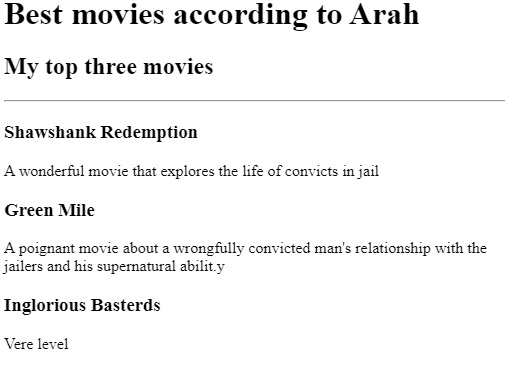 Best movies according to Arah
My top three movies
Shawshank Redemption
A wonderful movie that explores the life of convicts in jail
Green Mile
A poignant movie about a wrongfully convicted man's relationship with the
jailers and his supernatural abilit.y
Inglorious Basterds
Vere level